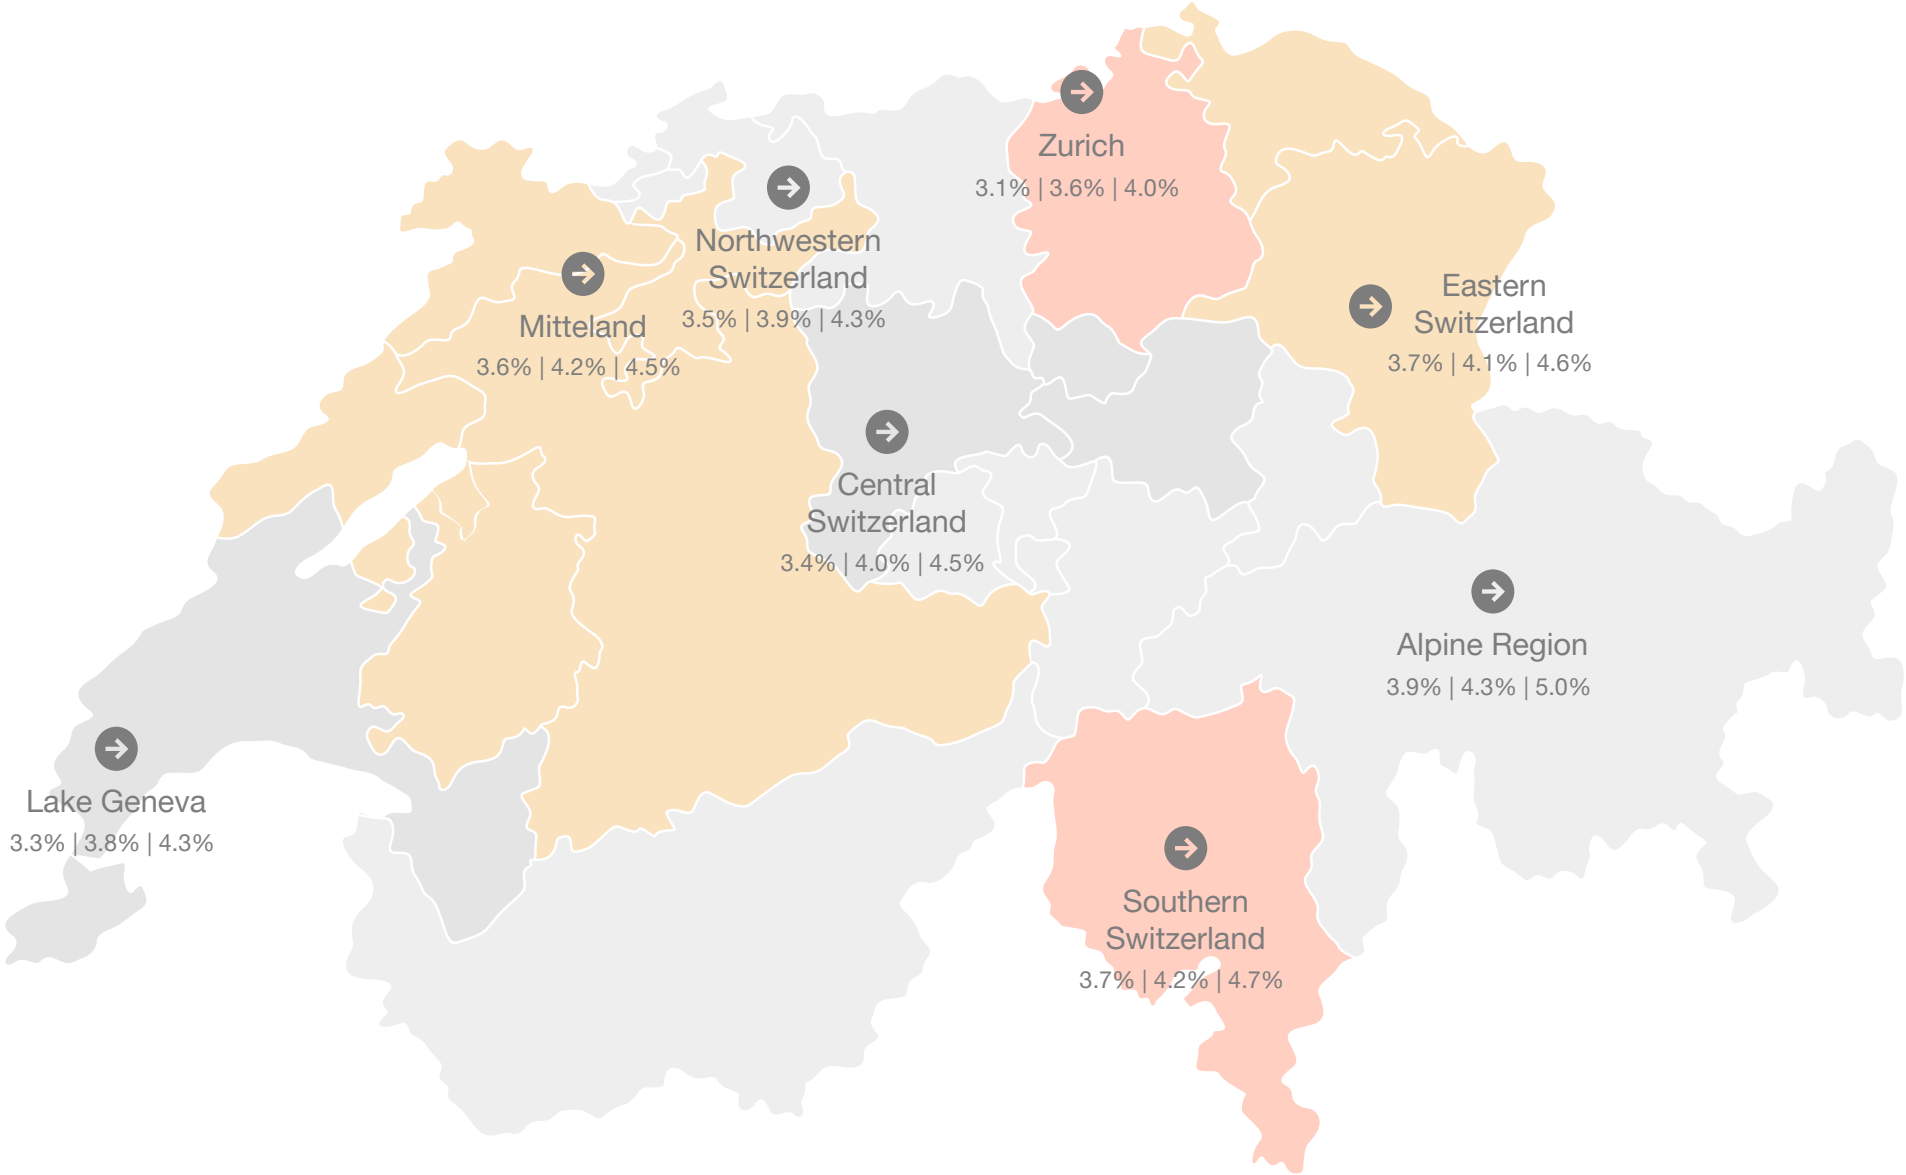 Zurich
3.1% | 3.6% | 4.0%
Northwestern
Switzerland
3.5% | 3.9% | 4.3%
Mitteland
3.6% | 4.2% | 4.5%
Eastern
Switzerland
3.7% | 4.1% | 4.6%
Central
Switzerland
3.4% | 4.0% | 4.5%
Alpine Region
3.9% | 4.3% | 5.0%
Lake Geneva
3.3% | 3.8% | 4.3%
Southern
Switzerland
3.7% | 4.2% | 4.7%